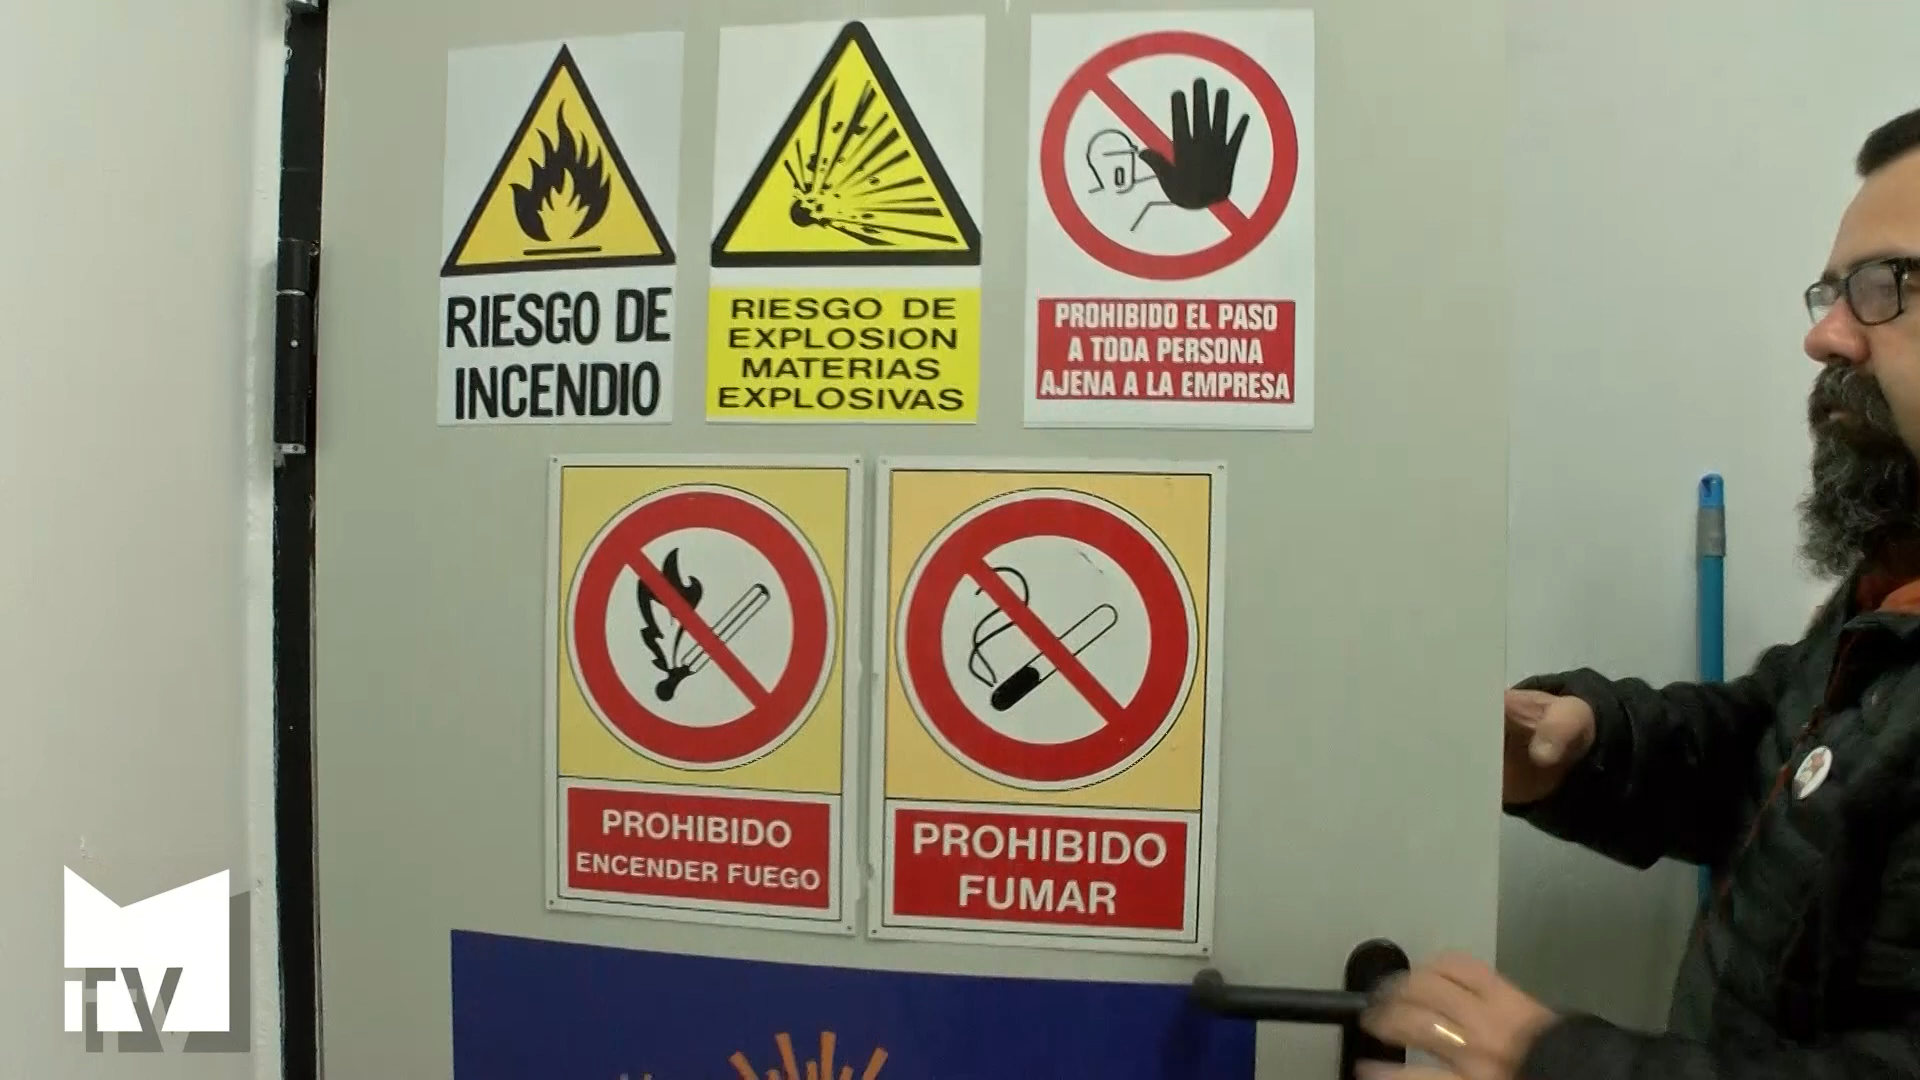 RIESGO DE
INCENDIO
RIESGO DE
EXPLOSION
MATERIAS
EXPLOSIVAS
PROHIBIDO EL PASO
A TODA PERSONA
AJENA A LA EMPRESA
PROHIBIDO
ENCENDER FUEGO
PROHIBIDO
FUMAR
TV